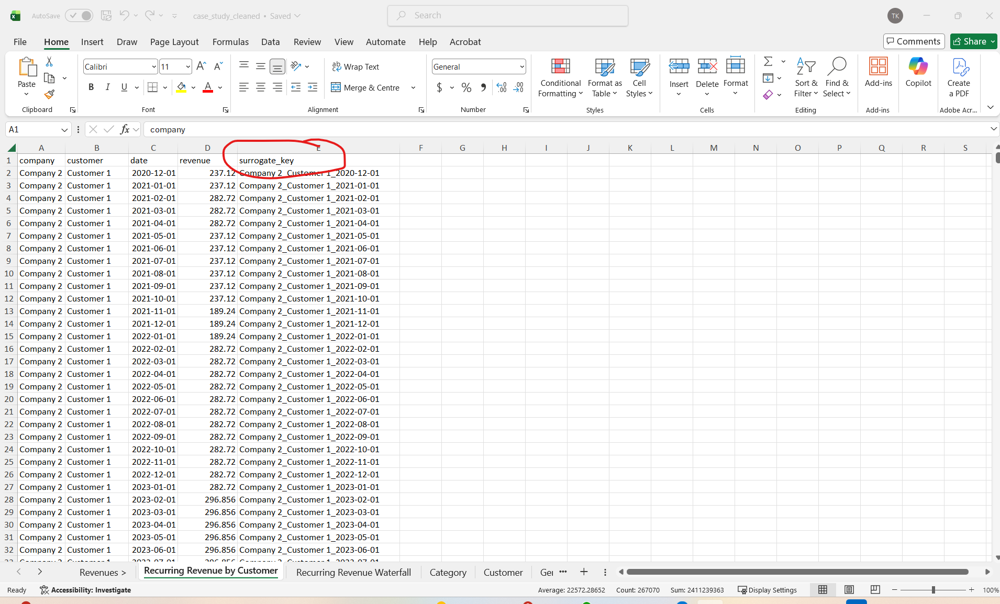 AutoSave case_study_cleaned • Saved Search TK
File Home Insert Draw Page Layout Formulas Data Review View Automate Help Acrobat Comments Share
Paste Calibri 11 B I U A Wrap Text Merge & Centre General $ % Conditional Formatting Format as Table Cell Styles Insert Delete Format Sort & Filter Find & Select Add-ins Copilot Create a PDF
Clipboard Font Alignment Number Styles Cells Editing Add-ins Adobe Acr...
A1 fx company
A B C D E F G H I J K L M N O P Q R S
1 company customer date revenue surrogate_key
2 Company 2 Customer 1 2020-12-01 237.12 Company 2_Customer 1_2020-12-01
3 Company 2 Customer 1 2021-01-01 237.12 Company 2_Customer 1_2021-01-01
4 Company 2 Customer 1 2021-02-01 282.72 Company 2_Customer 1_2021-02-01
5 Company 2 Customer 1 2021-03-01 282.72 Company 2_Customer 1_2021-03-01
6 Company 2 Customer 1 2021-04-01 282.72 Company 2_Customer 1_2021-04-01
7 Company 2 Customer 1 2021-05-01 237.12 Company 2_Customer 1_2021-05-01
8 Company 2 Customer 1 2021-06-01 237.12 Company 2_Customer 1_2021-06-01
9 Company 2 Customer 1 2021-07-01 237.12 Company 2_Customer 1_2021-07-01
10 Company 2 Customer 1 2021-08-01 237.12 Company 2_Customer 1_2021-08-01
11 Company 2 Customer 1 2021-09-01 237.12 Company 2_Customer 1_2021-09-01
12 Company 2 Customer 1 2021-10-01 237.12 Company 2_Customer 1_2021-10-01
13 Company 2 Customer 1 2021-11-01 189.24 Company 2_Customer 1_2021-11-01
14 Company 2 Customer 1 2021-12-01 189.24 Company 2_Customer 1_2021-12-01
15 Company 2 Customer 1 2022-01-01 189.24 Company 2_Customer 1_2022-01-01
16 Company 2 Customer 1 2022-02-01 282.72 Company 2_Customer 1_2022-02-01
17 Company 2 Customer 1 2022-03-01 282.72 Company 2_Customer 1_2022-03-01
18 Company 2 Customer 1 2022-04-01 282.72 Company 2_Customer 1_2022-04-01
19 Company 2 Customer 1 2022-05-01 282.72 Company 2_Customer 1_2022-05-01
20 Company 2 Customer 1 2022-06-01 282.72 Company 2_Customer 1_2022-06-01
21 Company 2 Customer 1 2022-07-01 282.72 Company 2_Customer 1_2022-07-01
22 Company 2 Customer 1 2022-08-01 282.72 Company 2_Customer 1_2022-08-01
23 Company 2 Customer 1 2022-09-01 282.72 Company 2_Customer 1_2022-09-01
24 Company 2 Customer 1 2022-10-01 282.72 Company 2_Customer 1_2022-10-01
25 Company 2 Customer 1 2022-11-01 282.72 Company 2_Customer 1_2022-11-01
26 Company 2 Customer 1 2022-12-01 282.72 Company 2_Customer 1_2022-12-01
27 Company 2 Customer 1 2023-01-01 282.72 Company 2_Customer 1_2023-01-01
28 Company 2 Customer 1 2023-02-01 296.856 Company 2_Customer 1_2023-02-01
29 Company 2 Customer 1 2023-03-01 296.856 Company 2_Customer 1_2023-03-01
30 Company 2 Customer 1 2023-04-01 296.856 Company 2_Customer 1_2023-04-01
31 Company 2 Customer 1 2023-05-01 296.856 Company 2_Customer 1_2023-05-01
32 Company 2 Customer 1 2023-06-01 296.856 Company 2_Customer 1_2023-06-01
Revenues > Recurring Revenue by Customer Recurring Revenue Waterfall Category Customer Ger ...
Ready Accessibility: Investigate Average: 22572.28652 Count: 267070 Sum: 2411239363 Display Settings 100%